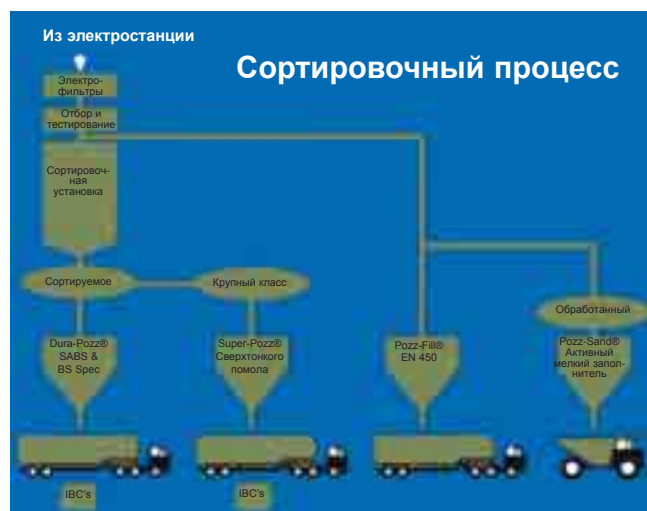 Из электростанции
Сортировочный процесс
Электро-
фильтры
Отбор и
тестирование
Сортировоч-
ная
установка
Сортируемое
Крупный класс
Обработанный
Dura-Pozz®
SABS &
BS Spec
Super-Pozz®
Сверхтонкого
помола
Pozz-Fill®
EN 450
Pozz-Sand®
Активный
мелкий запол-
нитель
IBC's
IBC's